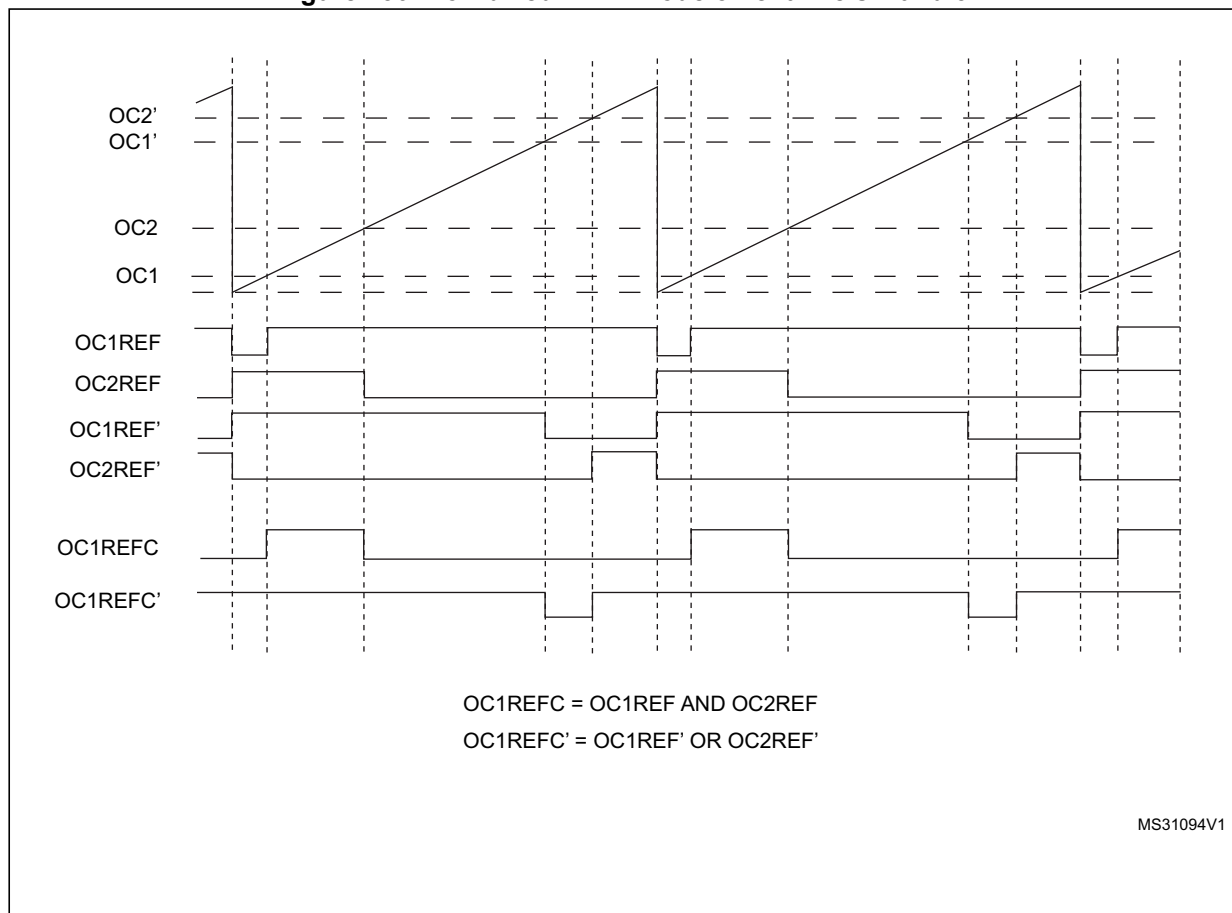 OC2’
OC1’
OC2
OC1
OC1REF
OC2REF
OC1REF’
OC2REF’
OC1REFC
OC1REFC’
OC1REFC = OC1REF AND OC2REF
OC1REFC’ = OC1REF’ OR OC2REF’
MS31094V1